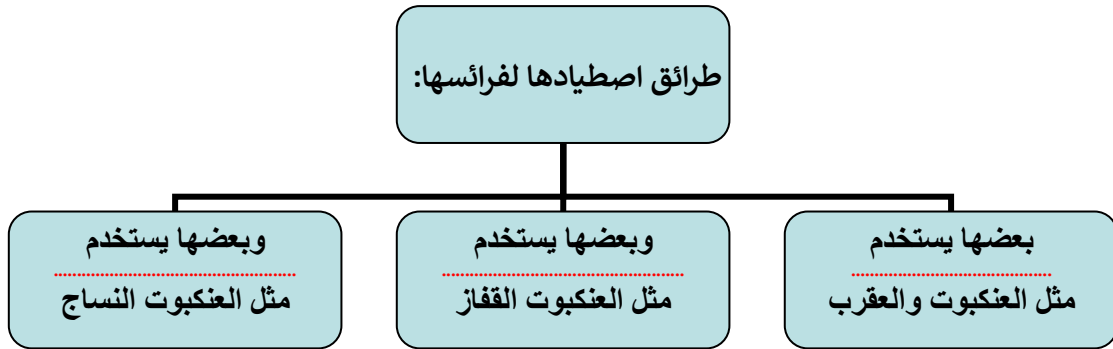 طرائق اصطيادها لفرائسها:
بعضها يستخدم
......................................................
مثل العنكبوت والعقرب
وبعضها يستخدم
......................................................
مثل العنكبوت القفاز
وبعضها يستخدم
......................................................
مثل العنكبوت النساج